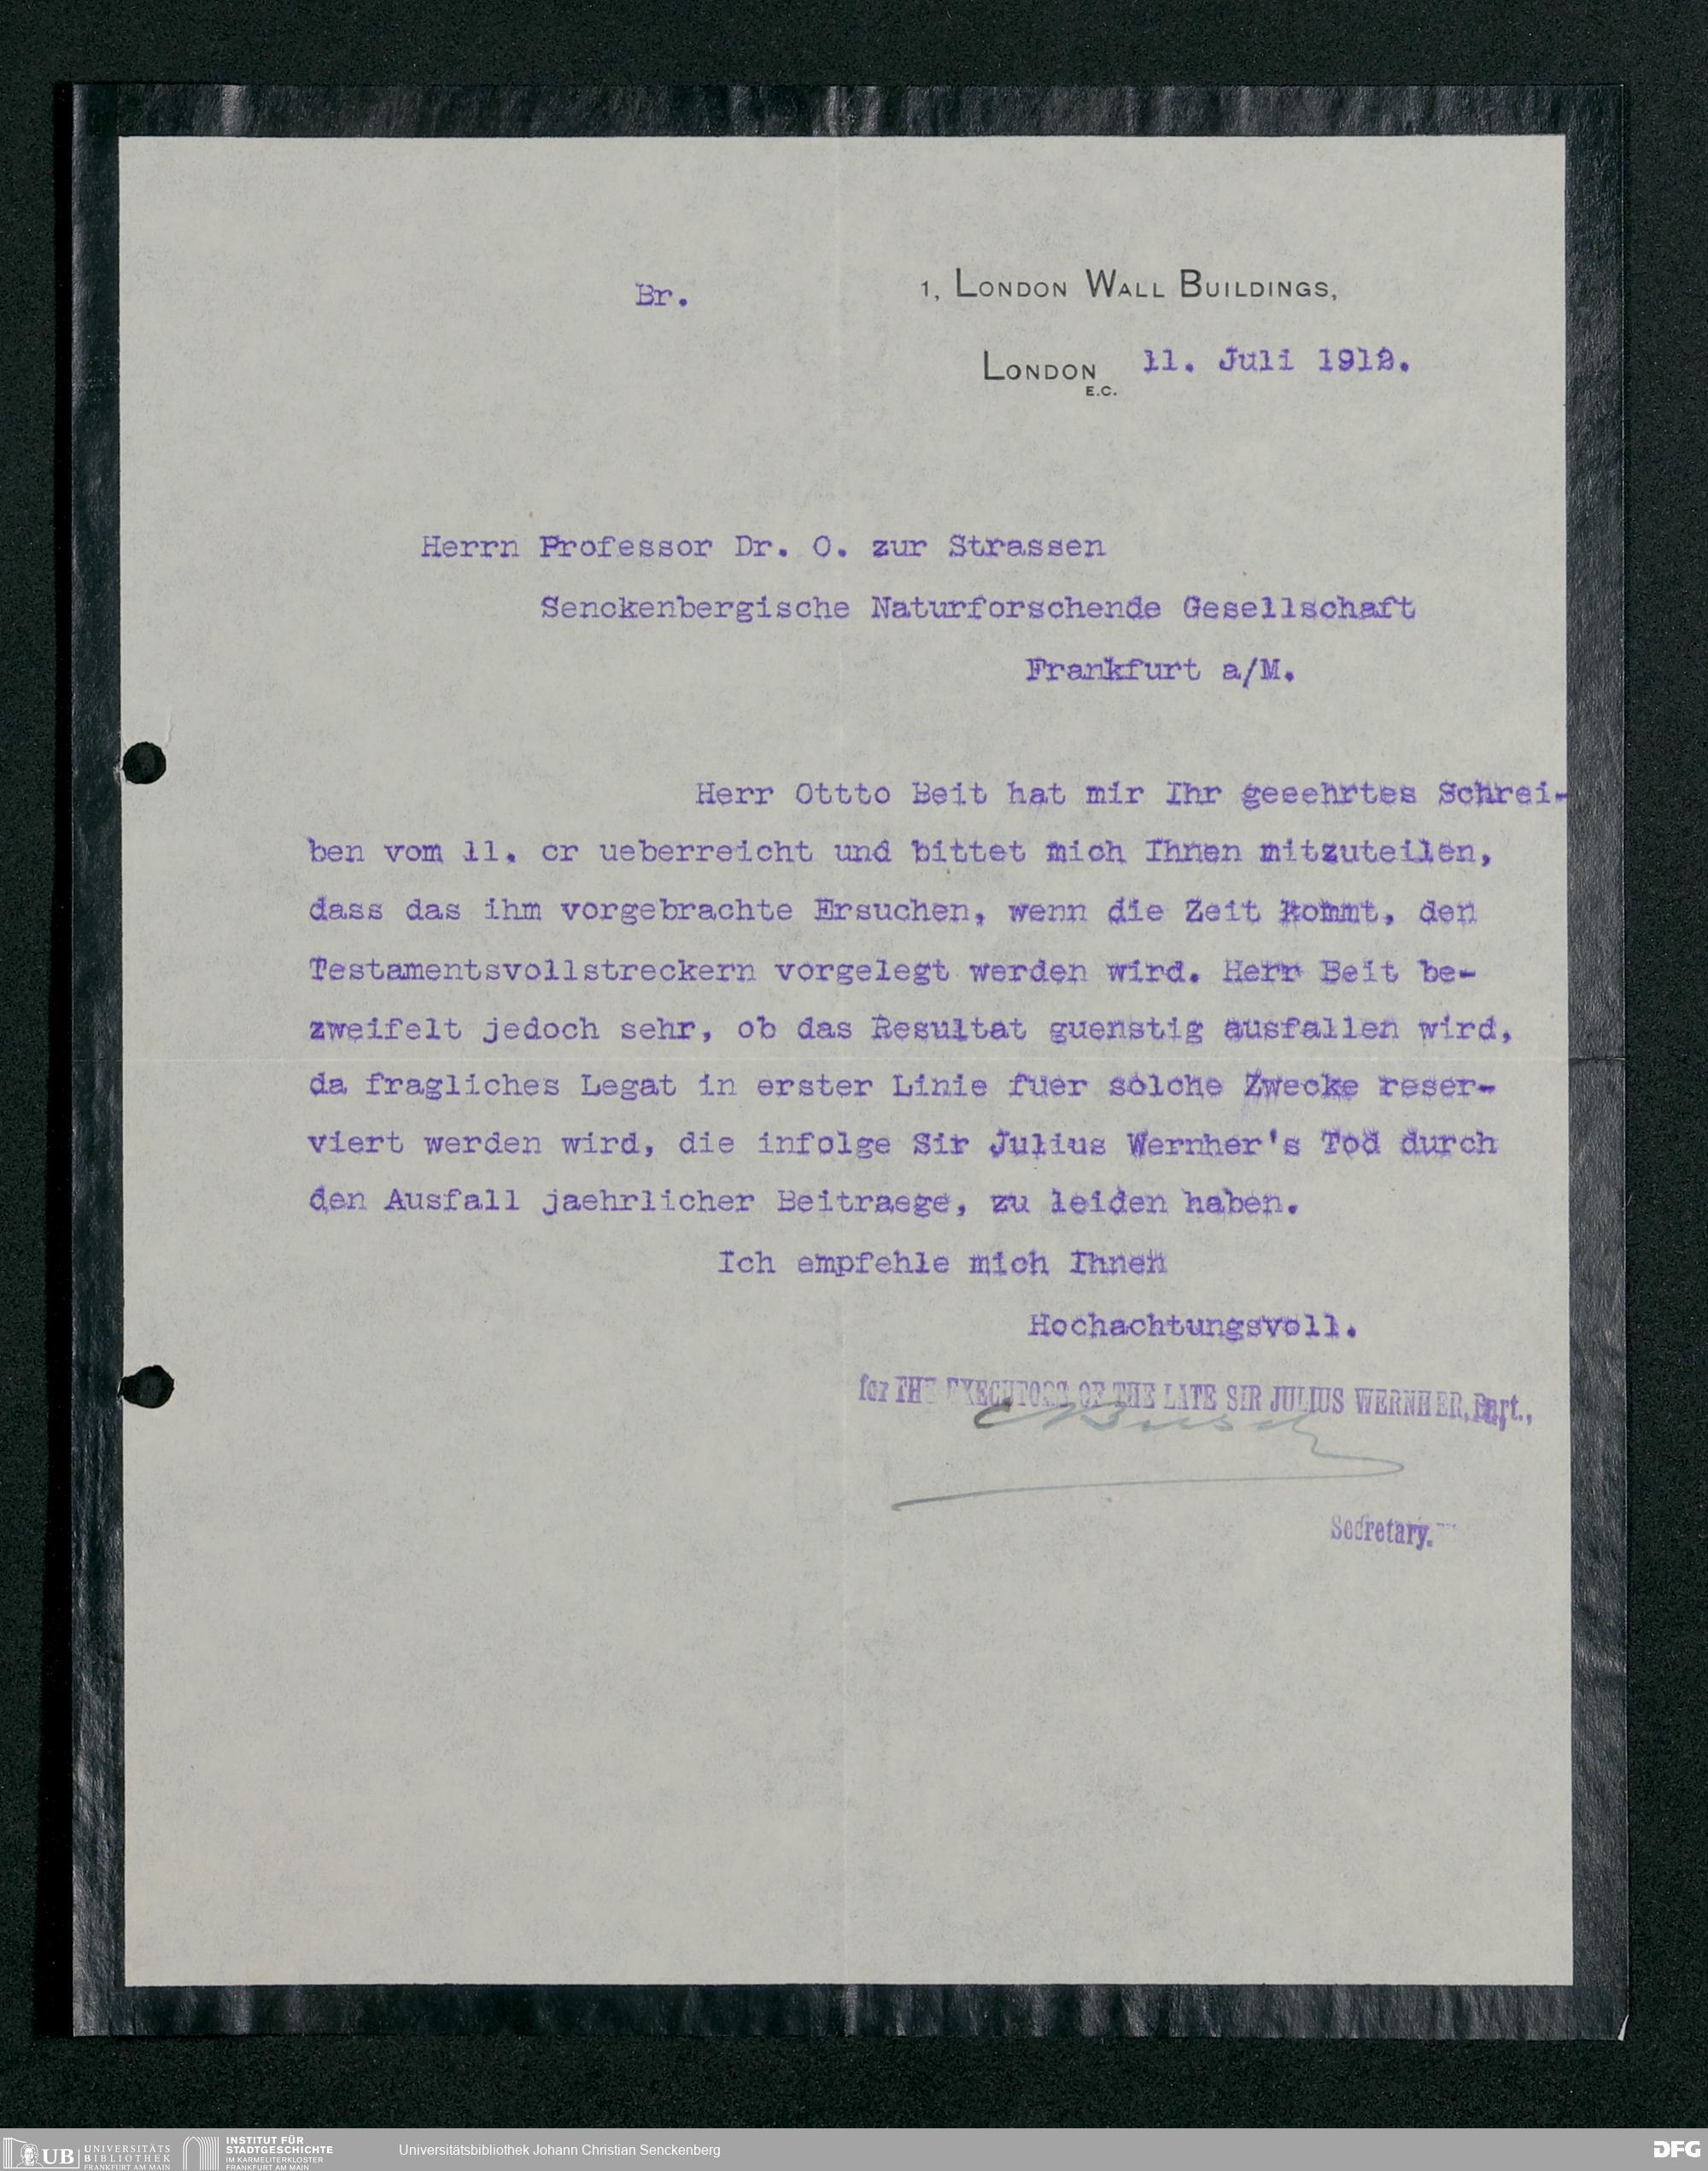 Br.
1, LONDON WALL BUILDINGS,
LONDON 11. Juli 1912.
E.C.
Herrn Professor Dr. O. zur Strassen
Senckenbergische Naturforschende Gesellschaft
Frankfurt a/M.
Herr Ottto Beit hat mir Ihr geeehrtes Schrei-
ben vom 11. cr ueberreicht und bittet mich Ihnen mitzuteilen,
dass das ihm vorgebrachte Ersuchen, wenn die Zeit kommt, den
Testamentsvollstreckern vorgelegt werden wird. Herr Beit be-
zweifelt jedoch sehr, ob das Resultat guenstig ausfallen wird,
da fragliches Legat in erster Linie fuer solche Zwecke reser-
viert werden wird, die infolge Sir Julius Wernher's Tod durch
den Ausfall jaehrlicher Beitraege, zu leiden haben.
Ich empfehle mich Ihnen
Hochachtungsvoll.
for THE EXECUTORS OF THE LATE SIR JULIUS WERNHER, Bart.,
Secretary.
UB UNIVERSITÄTS
BIBLIOTHEK
FRANKFURT AM MAIN
INSTITUT FÜR
STADTGESCHICHTE
IM KARMELITERKLOSTER
FRANKFURT AM MAIN
Universitätsbibliothek Johann Christian Senckenberg
DFG